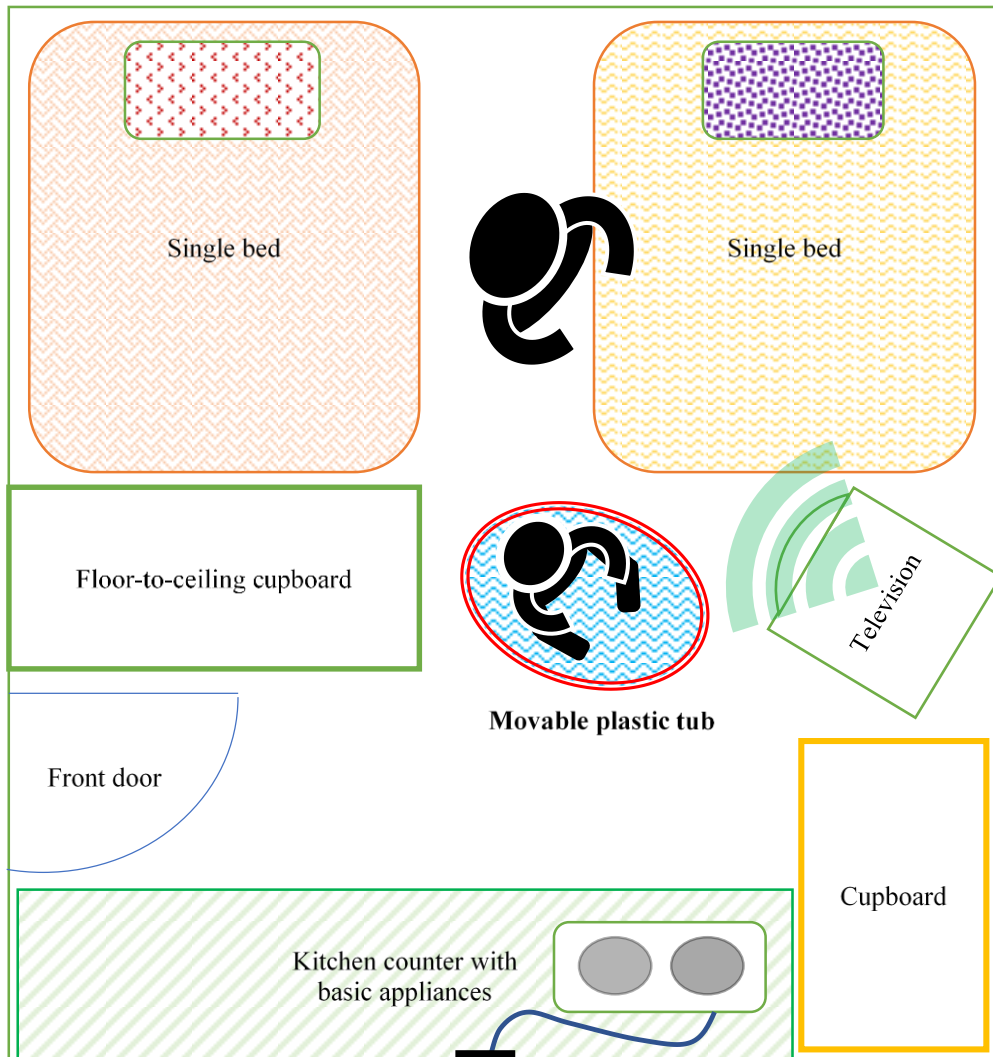 Single bed
Single bed
Floor-to-ceiling cupboard
Television
Movable plastic tub
Front door
Cupboard
Kitchen counter with
basic appliances